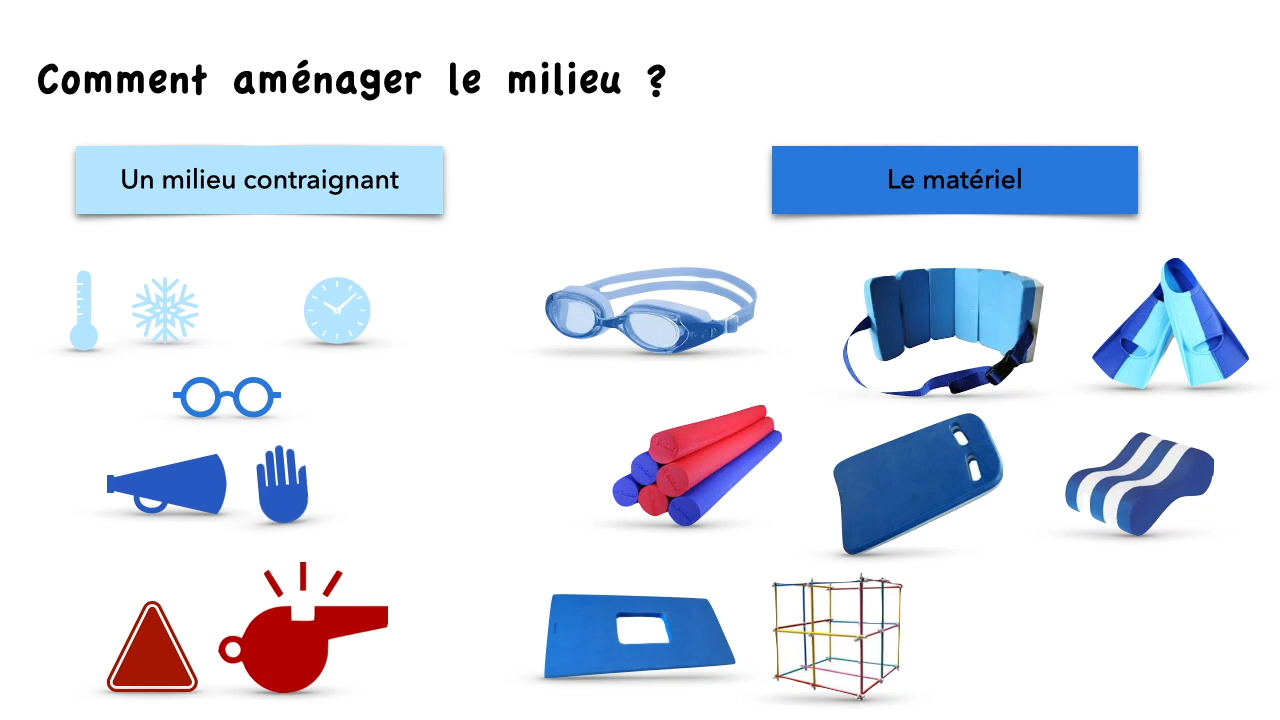 Comment aménager le milieu ?
Un milieu contraignant
Le matériel